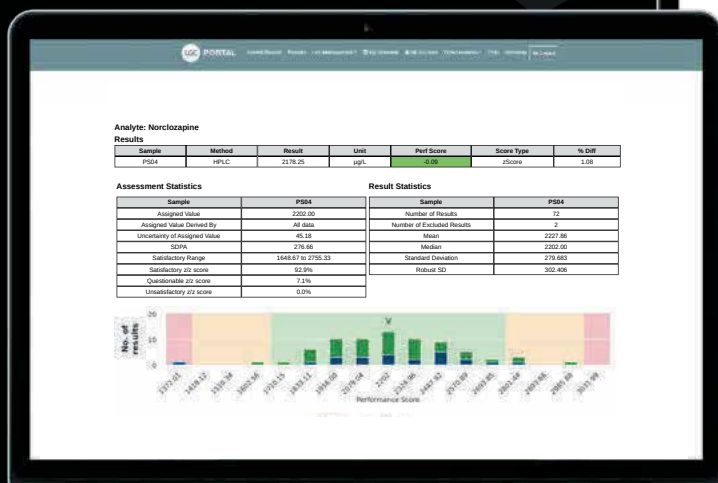 LGC PORTAL
Analyte: Norclozapine
Results
Sample Method Result Unit Perf Score Score Type % Diff
PS04 HPLC 2178.25 µg/L -0.09 zScore 1.08
Assessment Statistics
Sample PS04
Assigned Value 2202.00
Assigned Value Derived By All data
Uncertainty of Assigned Value 45.18
SDPA 276.66
Satisfactory Range 1648.67 to 2755.33
Satisfactory z/z score 92.9%
Questionable z/z score 7.1%
Unsatisfactory z/z score 0.0%
Result Statistics
Sample PS04
Number of Results 72
Number of Excluded Results 2
Mean 2227.86
Median 2202.00
Standard Deviation 279.683
Robust SD 302.406
No. of
results
20
10
0
V
2202
Performance Score